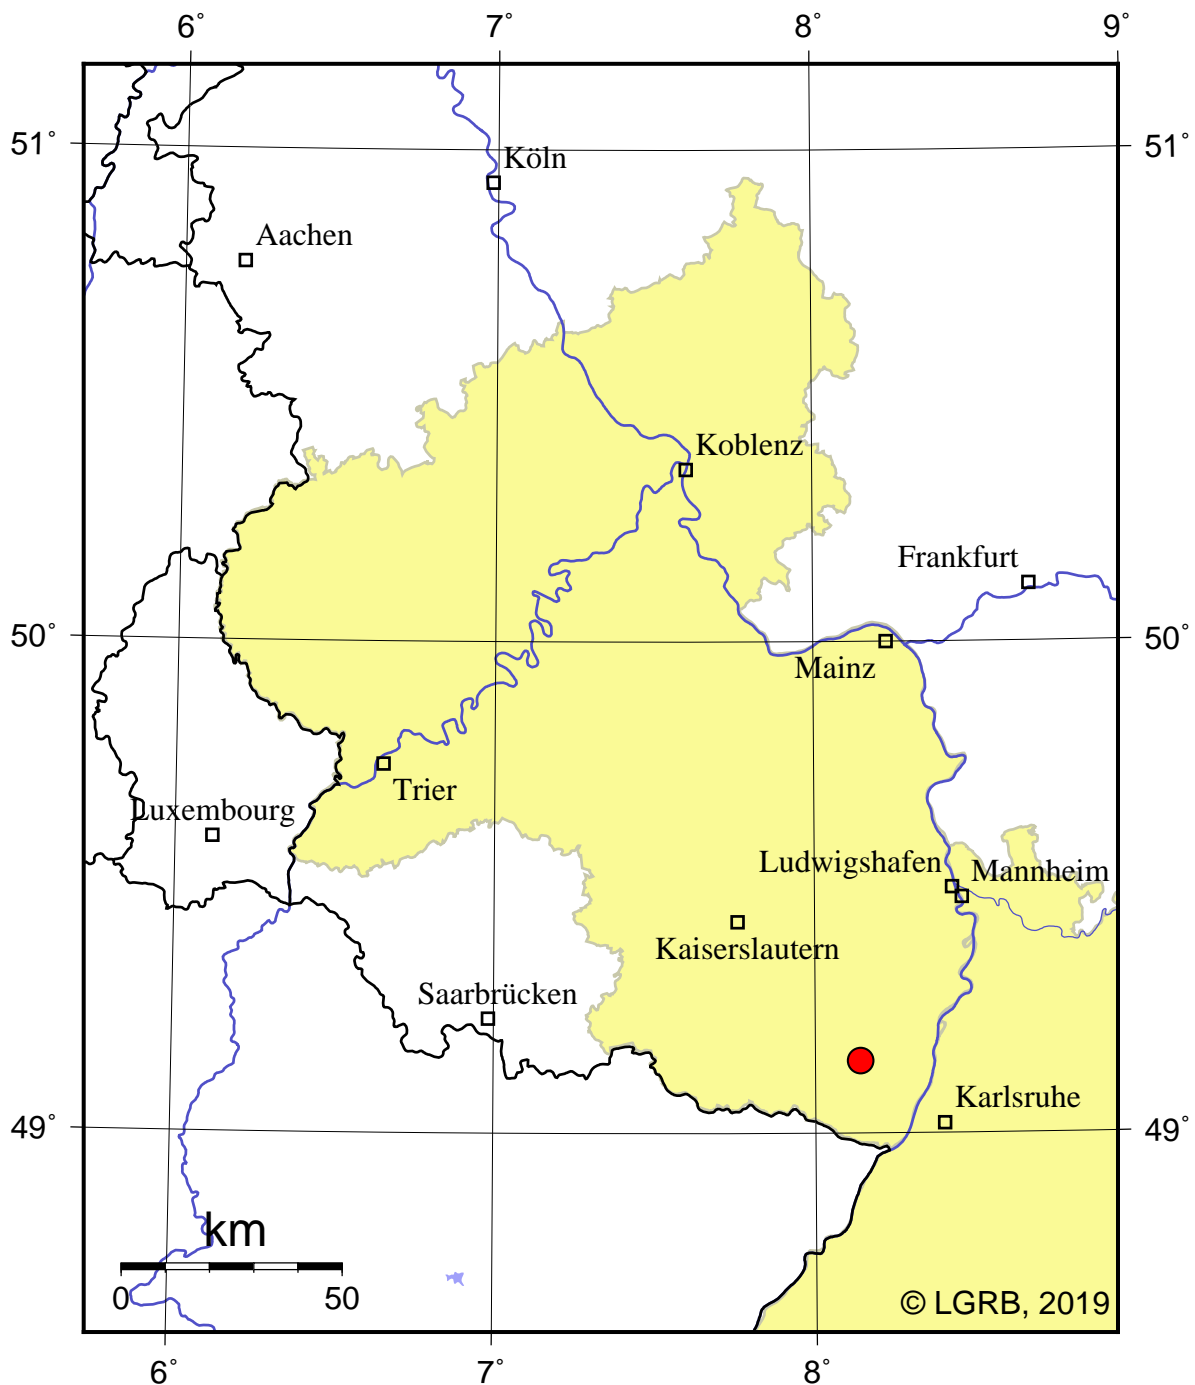 6° 7° 8° 9°
51° 51°
Köln
Aachen
Koblenz
Frankfurt
50° 50°
Mainz
Trier
Luxembourg
Ludwigshafen
Mannheim
Kaiserslautern
Saarbrücken
Karlsruhe
49° 49°
km
0 50
© LGRB, 2019
6° 7° 8°